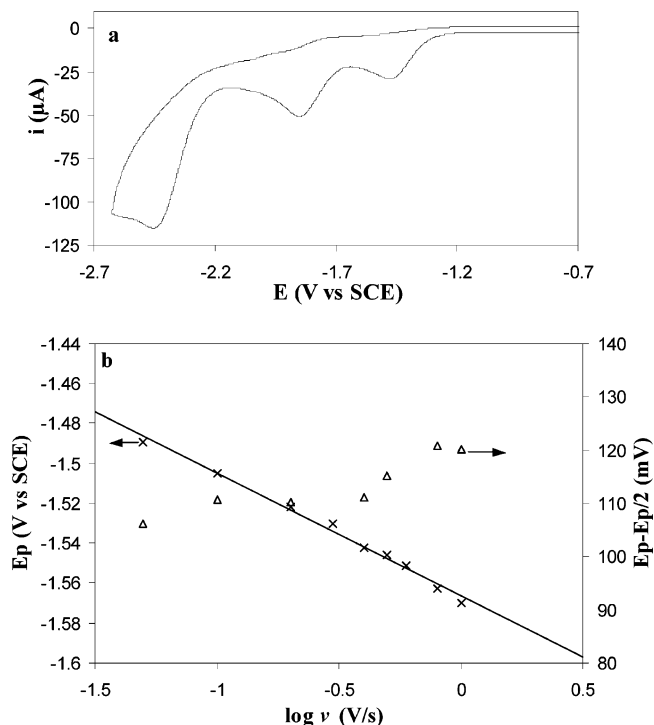 a
i (µA)
0
-25
-50
-75
-100
-125
-2.7 -2.2 -1.7 -1.2 -0.7
E (V vs SCE)
b
Ep (V vs SCE)
-1.44
-1.46
-1.48
-1.5
-1.52
-1.54
-1.56
-1.58
-1.6
140
130
120
110
100
90
80
Ep-Ep/2 (mV)
-1.5 -1 -0.5 0 0.5
log ν (V/s)